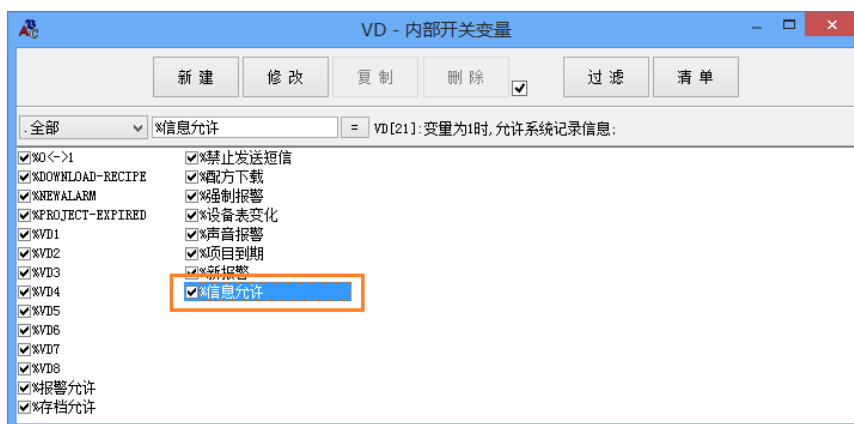 VD - 内部开关变量
新建 修改 复制 删除 过滤 清单
.全部 %信息允许 = VD[21]:变量为1时,允许系统记录信息;
%0<->1 %禁止发送短信
%DOWNLOAD-RECIPE %配方下载
%NEWALARM %强制报警
%PROJECT-EXPIRED %设备表变化
%VD1 %声音报警
%VD2 %项目到期
%VD3 %新报警
%VD4 %信息允许
%VD5
%VD6
%VD7
%VD8
%报警允许
%存档允许